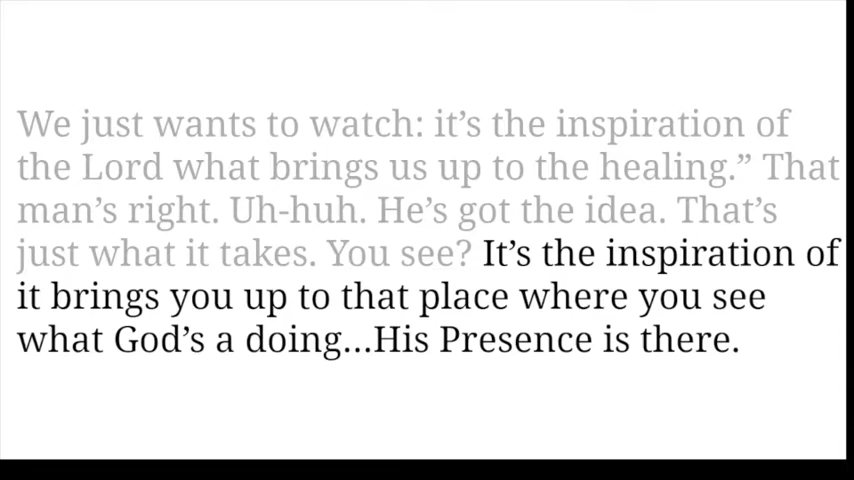 We just wants to watch: it’s the inspiration of
the Lord what brings us up to the healing.” That
man’s right. Uh-huh. He’s got the idea. That’s
just what it takes. You see? It’s the inspiration of
it brings you up to that place where you see
what God’s a doing...His Presence is there.